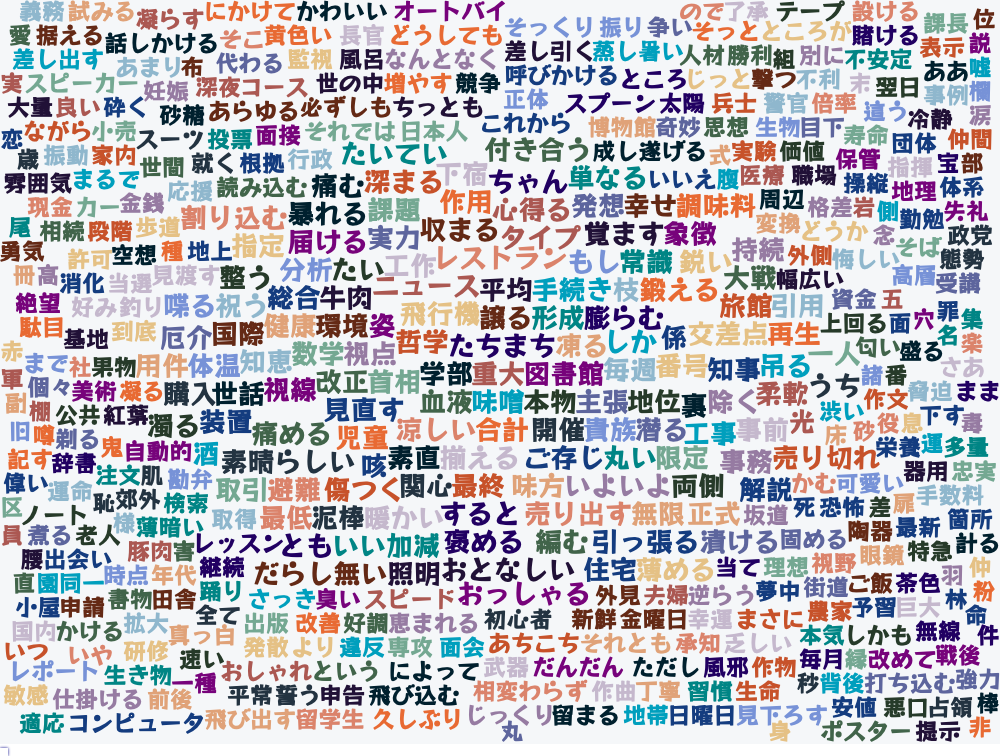 義務 試みる 凝らす にかけて かわいい オートバイ そっくり 振り 争い ので 了承 テープ 設ける 課長 位
愛 据える 話しかける そこ 黄色い 長官 どうしても そっと ところが 賭ける 表示 説
差し出す あまり 布 代わる 監視 風呂 なんとなく 差し引く 蒸し暑い 人材 勝利 組 別に 不安定 ああ 嘘
実 スピーカー 妊娠 深夜 コース 世の中 増やす 競争 呼びかける ところ じっと 撃つ 不利 末 翌日 事例 欄
大量 良い 砕く 砂糖 あらゆる 必ずしも ちっとも 正体 スプーン 太陽 兵士 警官 倍率 違う 冷静 涙
恋 ながら 小売 スーツ 投票 面接 それでは 日本人 これから 博物館 奇妙 思想 生物 目下 寿命 団体 仲間
歳 振動 家内 世間 就く 根拠 行政 たいてい 付き合う 成し遂げる 式 実験 価値 保管 指揮 宝 部
雰囲気 まるで 応援 読み込む 痛む 深まる 下宿 ちゃん 単なる いいえ 腹 医療 職場 操縦 地理 体系
現金 カー 金銭 割り込む 暴れる 課題 作用 心得る 発想 幸せ 調味料 周辺 格差 岩 側 勤勉 失礼
尾 相続 段階 歩道 届ける 実力 収まる タイプ 覚ます 象徴 変換 どうか 念 そば 政党
勇気 許可 空想 種 地上 指定 分析 たい 工作 レストラン もし 常識 鋭い 持続 外側 悔しい 態勢
冊 高 消化 当選 見渡す 整う ニュース 平均 手続き 枝 鍛える 大戦 幅広い 高層 受講
絶望 好み 釣り 喋る 祝う 総合 牛肉 飛行機 譲る 形成 膨らむ 旅館 引用 資金 五 罪 集
駄目 基地 到底 厄介 国際 健康 環境 姿 哲学 たちまち 凍る しか 係 交差点 再生 上回る 面 穴 名 楽
赤 まで 社 果物 用件 体温 知恵 数学 視点 学部 重大 図書館 毎週 番号 知事 吊る 一人 匂い 盛る さあ
軍 個々 美術 凝る 購入 世話 視線 改正 首相 血液 味噌 本物 主張 地位 裏 除く 柔軟 うち 諸 番 脅迫 まま
副 棚 公共 紅葉 濁る 装置 見直す 涼しい 合計 開催 貴族 潜る 工事 事前 光 渋い 作文 下す 毒
旧 噂 剃る 鬼 自動的 酒 痛める 児童 素直 揃える ご存じ 丸い 限定 事務 売り切れ 床 砂 役 息 栄養 運 多量
記す 辞書 注文 肌 勘弁 素晴らしい 咳 関心 最終 味方 いよいよ 両側 解説 かむ 可愛い 器用 忠実
偉い 運命 恥 郊外 検索 取引 避難 傷つく 売り出す 無限 正式 坂道 死 恐怖 差 扉 手数料
区 ノート 様 薄暗い 取得 最低 泥棒 暖かい すると 編む 引っ張る 漬ける 固める 陶器 最新 箇所
員 煮る 老人 豚肉 害 レッスン とも いい加減 褒める 住宅 薄める 当て 理想 視野 眼鏡 特急 計る
腰 出会い 継続 だらし無い 照明 おとなしい 夫婦 逆らう 夢中 街道 ご飯 茶色 羽 仲
直 園 同一 時点 年代 踊り さっき 臭い スピード おっしゃる 外見 林 粉
小屋 申請 書物 田舎 全て 出版 改善 好調 恵まれる 初心者 新鮮 金曜日 幸運 まさに 農家 予習 巨大 命
国内 かける 拡大 真っ白 発散 より 違反 専攻 面会 あちこち それとも 承知 乏しい 本気 しかも 無線 件
いつ いや 研修 速い おしゃれ という によって 武器 だんだん ただし 風邪 作物 毎月 縁 改めて 戦後
レポート 生き物 一種 平常 誓う 申告 飛び込む 相変わらず 作曲 丁寧 習慣 生命 秒 背後 打ち込む 強力
敏感 仕掛ける 前後 飛び出す 留学生 久しぶり じっくり 留まる 地帯 日曜日 見下ろす 安値 悪口 占領 棒
適応 コンピュータ 丸 身 ポスター 提示 非